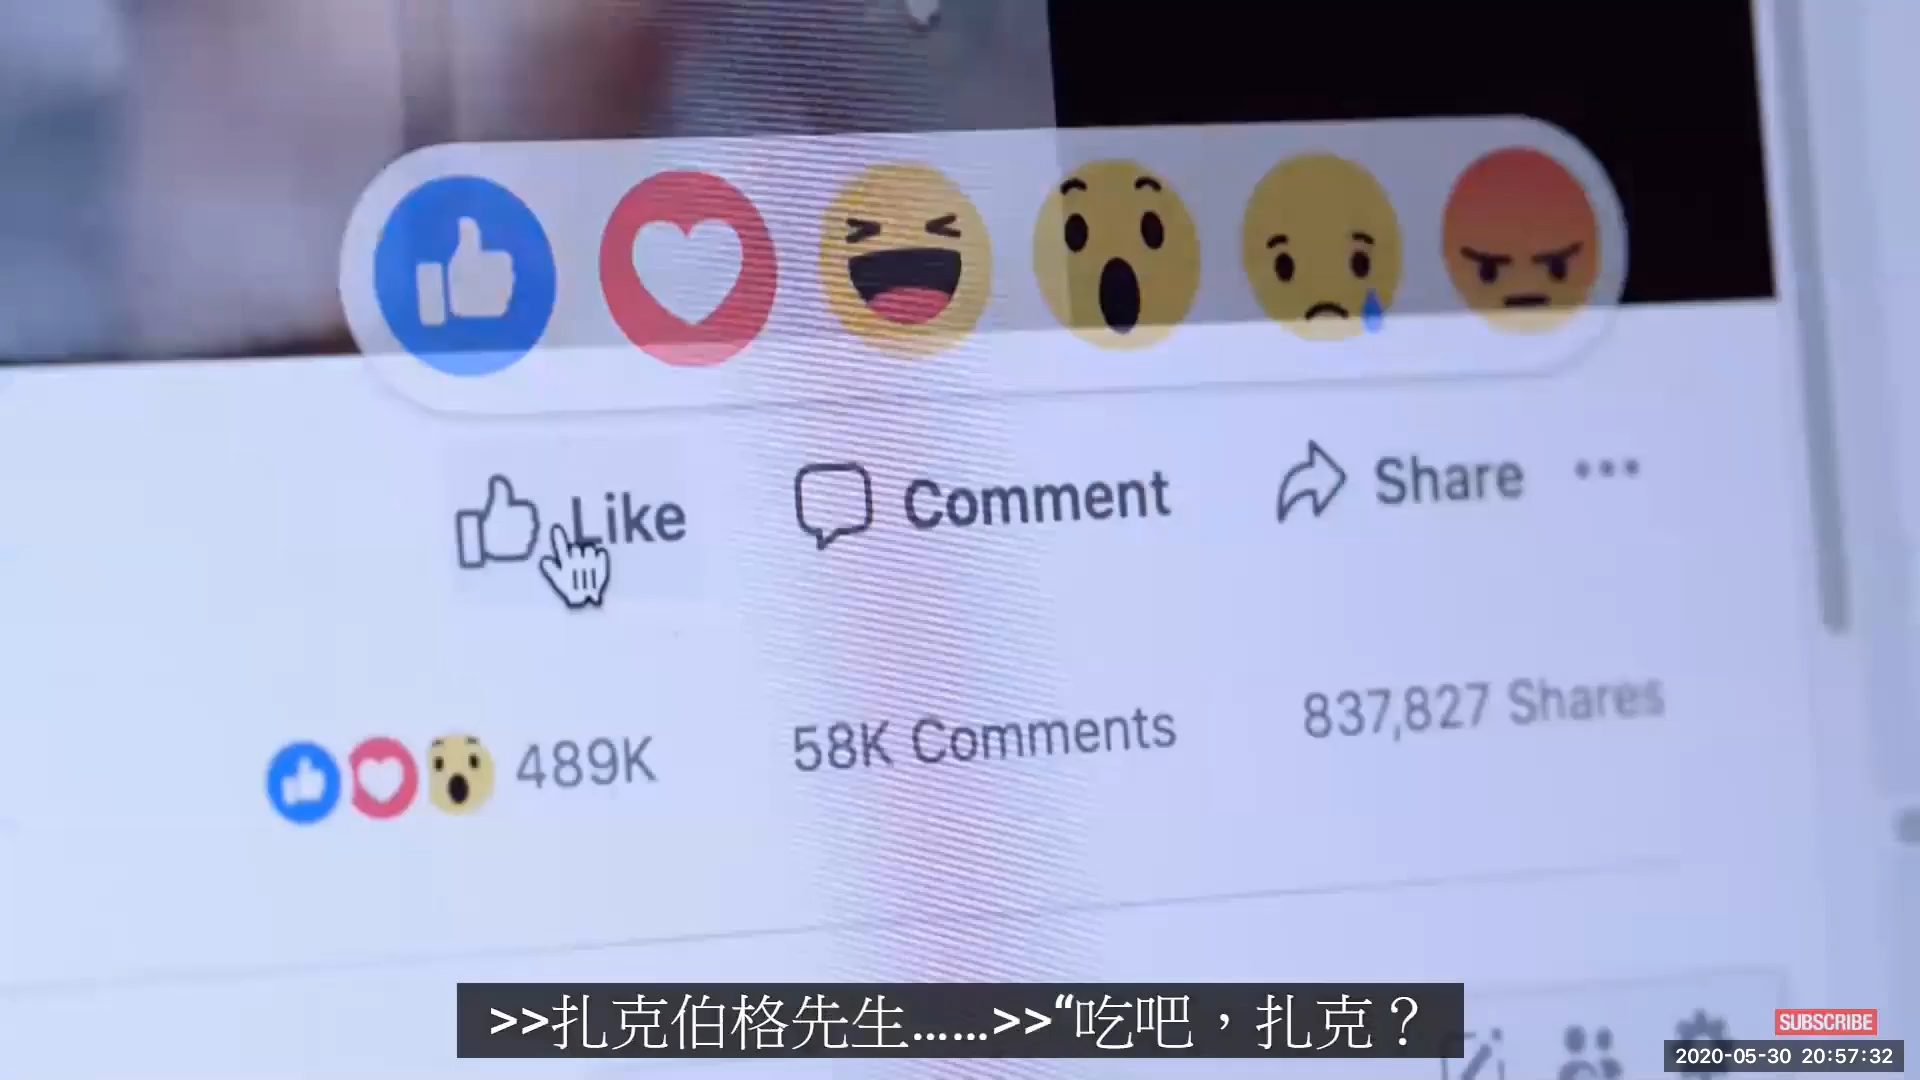 Like
Comment
Share
489K
58K Comments
837,827 Shares
>>扎克伯格先生……>>“吃吧，扎克？
SUBSCRIBE
2020-05-30 20:57:32